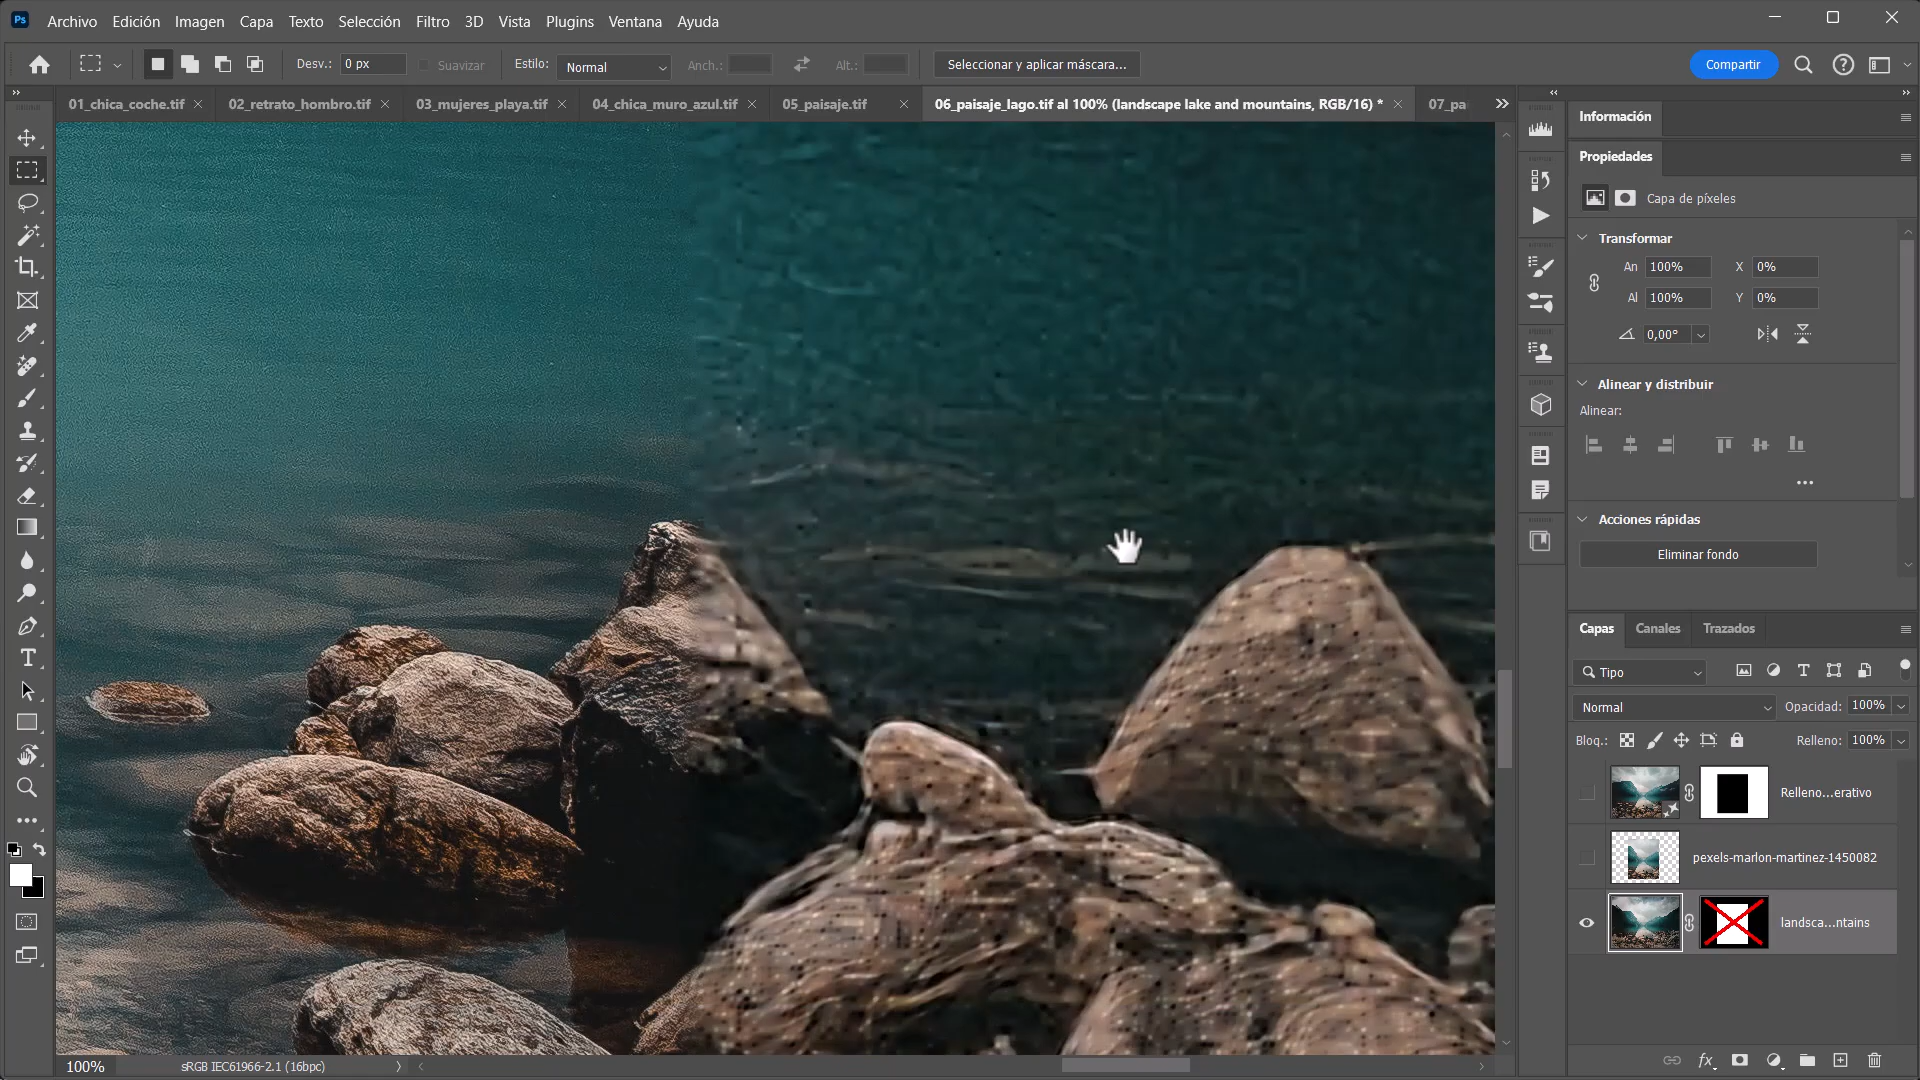 Ps Archivo Edición Imagen Capa Texto Selección Filtro 3D Vista Plugins Ventana Ayuda
Desv.: 0 px Suavizar Estilo: Normal Anch.: Alt.: Seleccionar y aplicar máscara... Compartir
01_chica_coche.tif 02_retrato_hombro.tif 03_mujeres_playa.tif 04_chica_muro_azul.tif 05_paisaje.tif 06_paisaje_lago.tif al 100% (landscape lake and mountains, RGB/16) * 07_pa
Información
Propiedades
Capa de píxeles
Transformar
An 100% X 0%
Al 100% Y 0%
0,00°
Alinear y distribuir
Alinear:
Acciones rápidas
Eliminar fondo
Capas Canales Trazados
Tipo
Normal Opacidad: 100%
Bloq.: Relleno: 100%
Relleno...erativo
pexels-marlon-martinez-1450082
landsca...ntains
100% sRGB IEC61966-2.1 (16bpc)